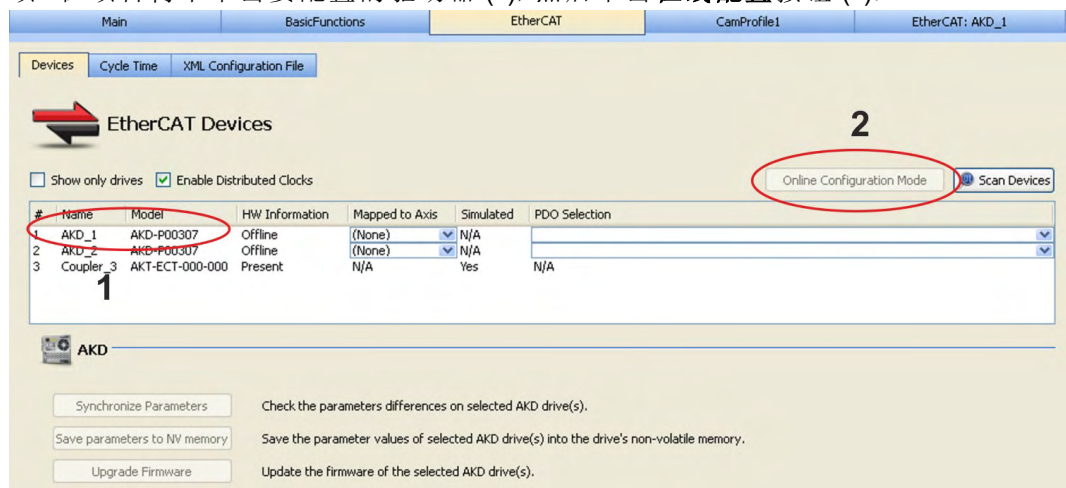 Main BasicFunctions EtherCAT CamProfile1 EtherCAT: AKD_1
Devices Cycle Time XML Configuration File
EtherCAT Devices
2
Show only drives Enable Distributed Clocks Online Configuration Mode Scan Devices
# Name Model HW Information Mapped to Axis Simulated PDO Selection
1 AKD_1 AKD-P00307 Offline (None) N/A
2 AKD_2 AKD-P00307 Offline (None) N/A
3 Coupler_3 AKT-ECT-000-000 Present N/A Yes N/A
1
AKD
Synchronize Parameters Check the parameters differences on selected AKD drive(s).
Save parameters to NV memory Save the parameter values of selected AKD drive(s) into the drive's non-volatile memory.
Upgrade Firmware Update the firmware of the selected AKD drive(s).